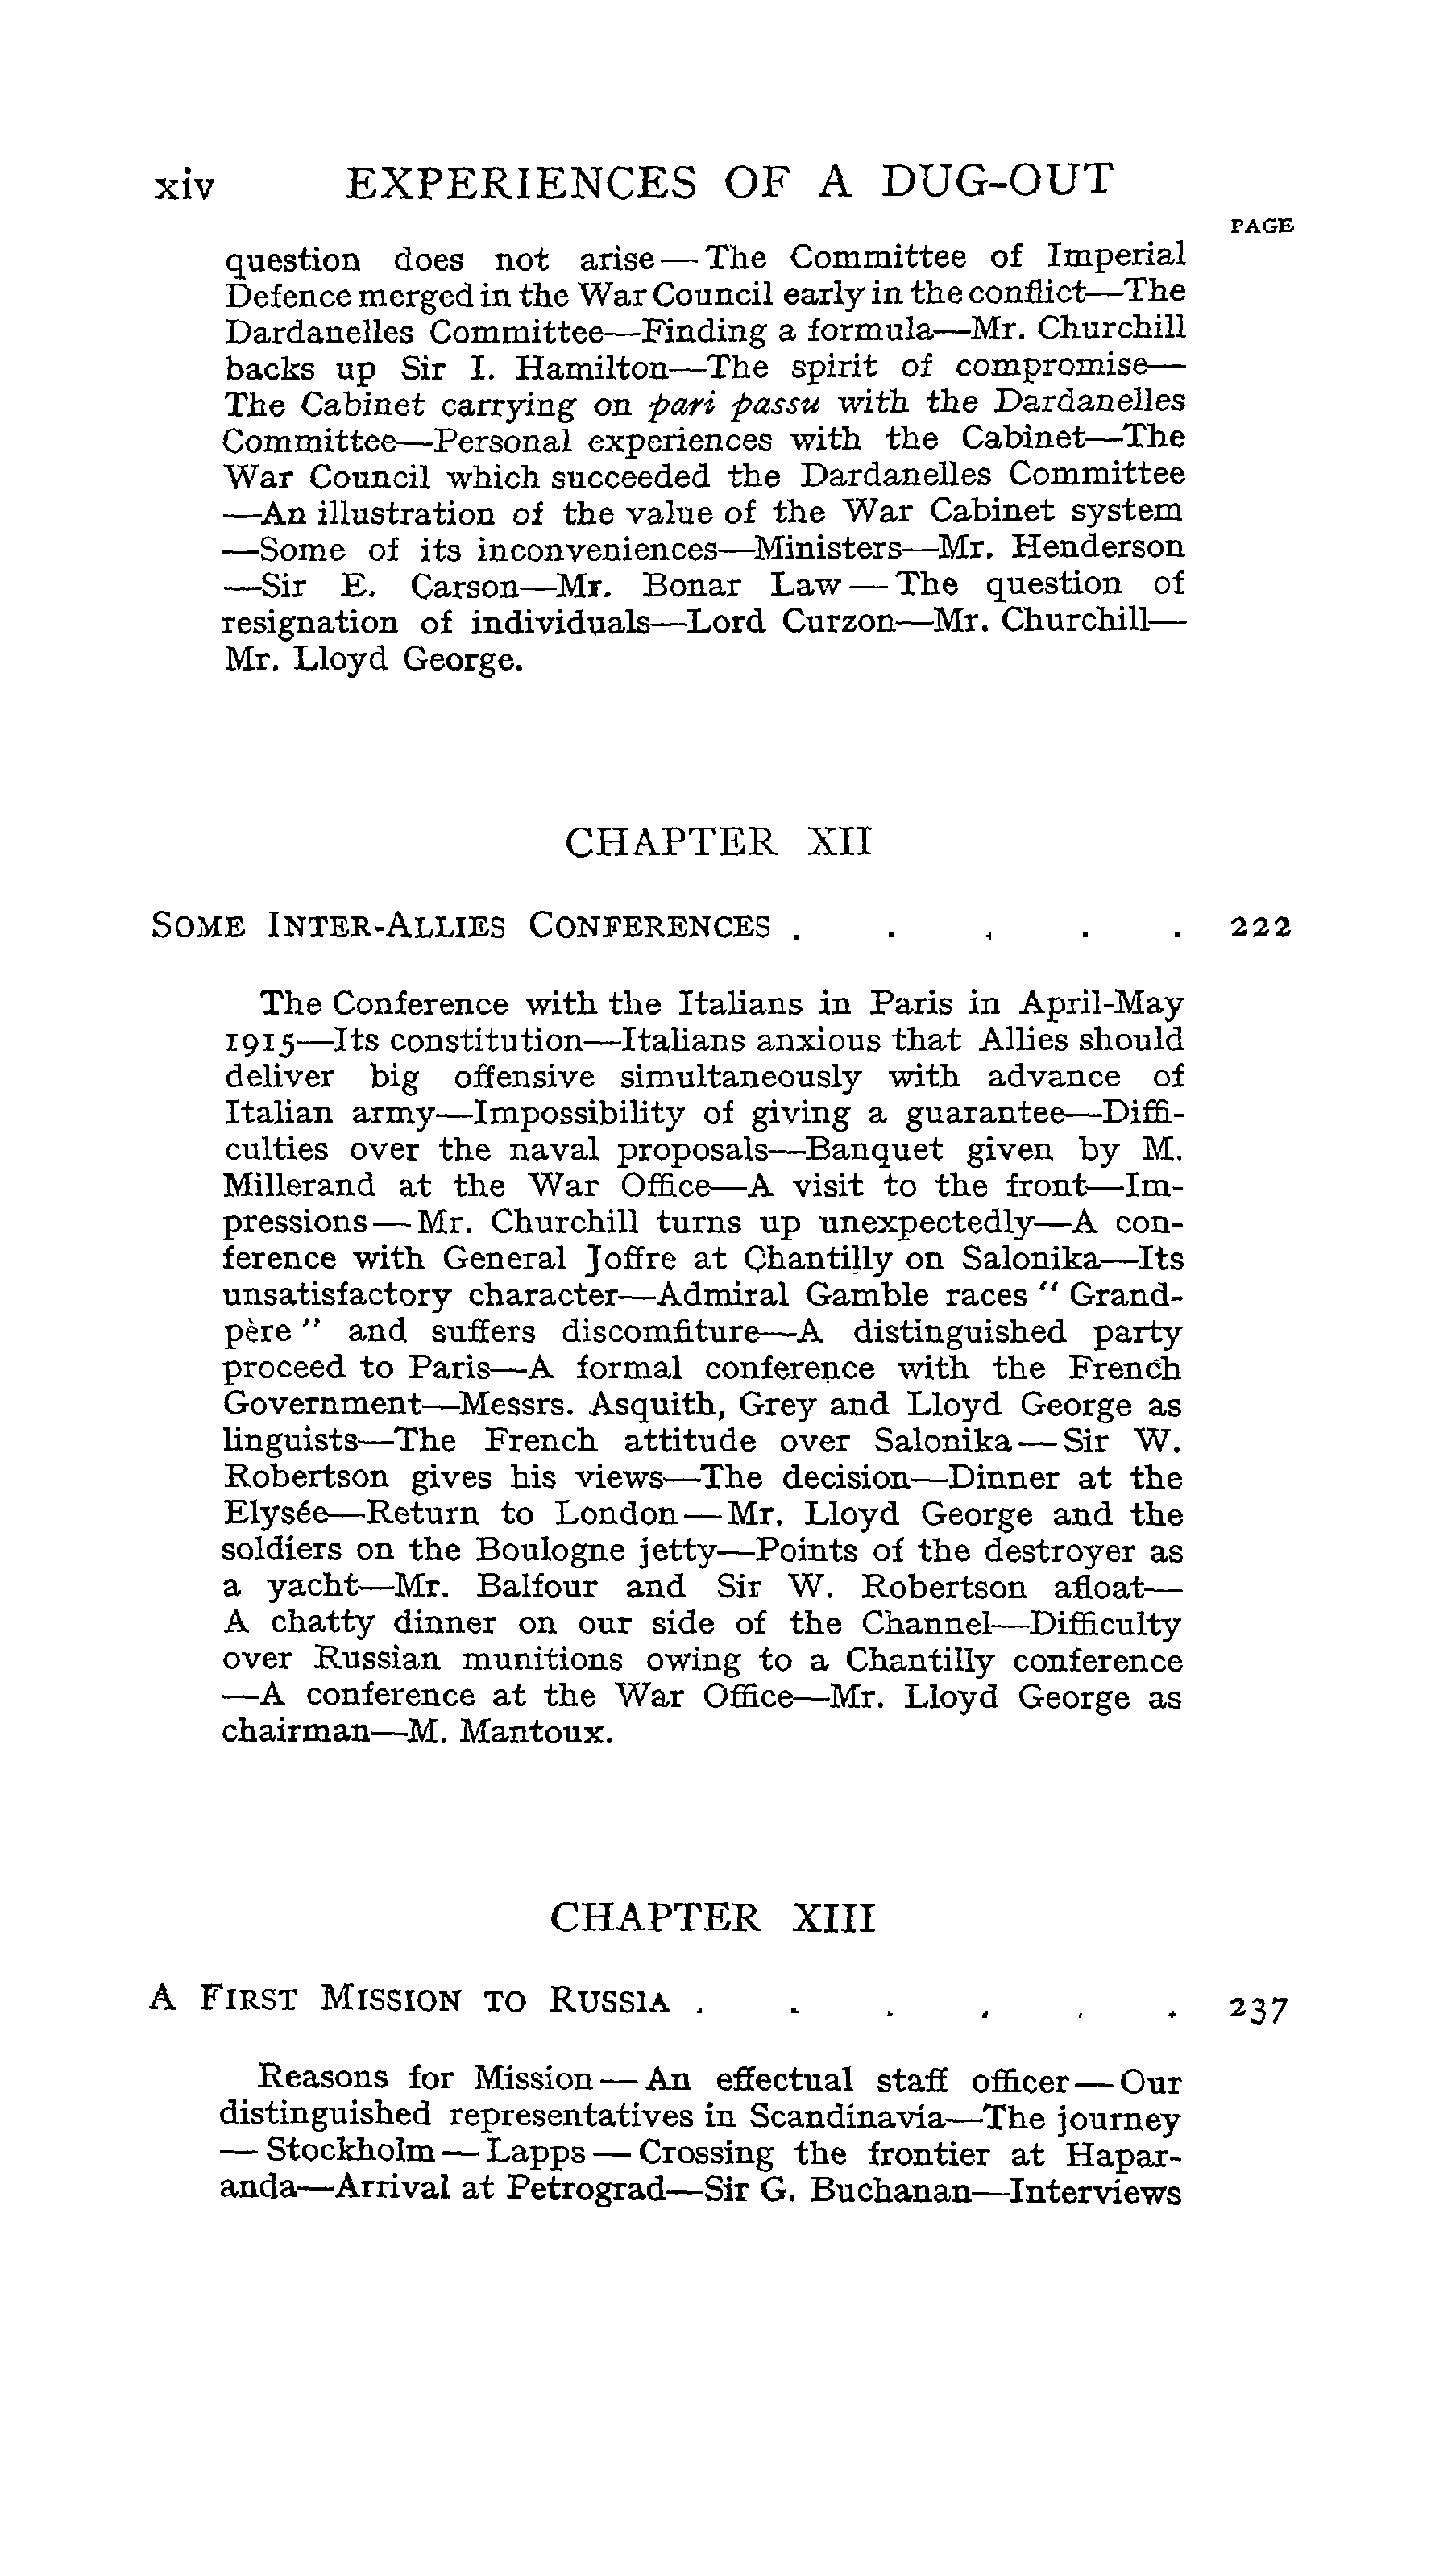 xiv EXPERIENCES OF A DUG-OUT
PAGE
question does not arise—The Committee of Imperial
Defence merged in the War Council early in the conflict—The
Dardanelles Committee—Finding a formula—Mr. Churchill
backs up Sir I. Hamilton—The spirit of compromise—
The Cabinet carrying on pari passu with the Dardanelles
Committee—Personal experiences with the Cabinet—The
War Council which succeeded the Dardanelles Committee
—An illustration of the value of the War Cabinet system
—Some of its inconveniences—Ministers—Mr. Henderson
—Sir E. Carson—Mr. Bonar Law—The question of
resignation of individuals—Lord Curzon—Mr. Churchill—
Mr. Lloyd George.
CHAPTER XII
SOME INTER-ALLIES CONFERENCES . . . . . 222
The Conference with the Italians in Paris in April-May
1915—Its constitution—Italians anxious that Allies should
deliver big offensive simultaneously with advance of
Italian army—Impossibility of giving a guarantee—Diffi-
culties over the naval proposals—Banquet given by M.
Millerand at the War Office—A visit to the front—Im-
pressions—Mr. Churchill turns up unexpectedly—A con-
ference with General Joffre at Chantilly on Salonika—Its
unsatisfactory character—Admiral Gamble races "Grand-
père" and suffers discomfiture—A distinguished party
proceed to Paris—A formal conference with the French
Government—Messrs. Asquith, Grey and Lloyd George as
linguists—The French attitude over Salonika—Sir W.
Robertson gives his views—The decision—Dinner at the
Elysée—Return to London—Mr. Lloyd George and the
soldiers on the Boulogne jetty—Points of the destroyer as
a yacht—Mr. Balfour and Sir W. Robertson afloat—
A chatty dinner on our side of the Channel—Difficulty
over Russian munitions owing to a Chantilly conference
—A conference at the War Office—Mr. Lloyd George as
chairman—M. Mantoux.
CHAPTER XIII
A FIRST MISSION TO RUSSIA . . . . . . 237
Reasons for Mission—An effectual staff officer—Our
distinguished representatives in Scandinavia—The journey
—Stockholm—Lapps—Crossing the frontier at Hapar-
anda—Arrival at Petrograd—Sir G. Buchanan—Interviews